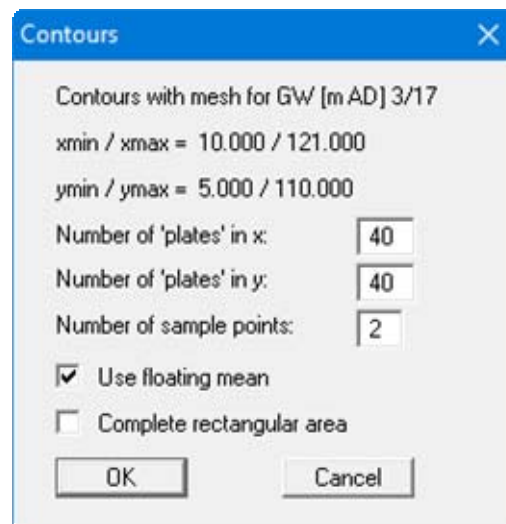 Contours
Contours with mesh for GW [m AD] 3/17
xmin / xmax = 10.000 / 121.000
ymin / ymax = 5.000 / 110.000
Number of 'plates' in x: 40
Number of 'plates' in y: 40
Number of sample points: 2
Use floating mean
Complete rectangular area
OK Cancel